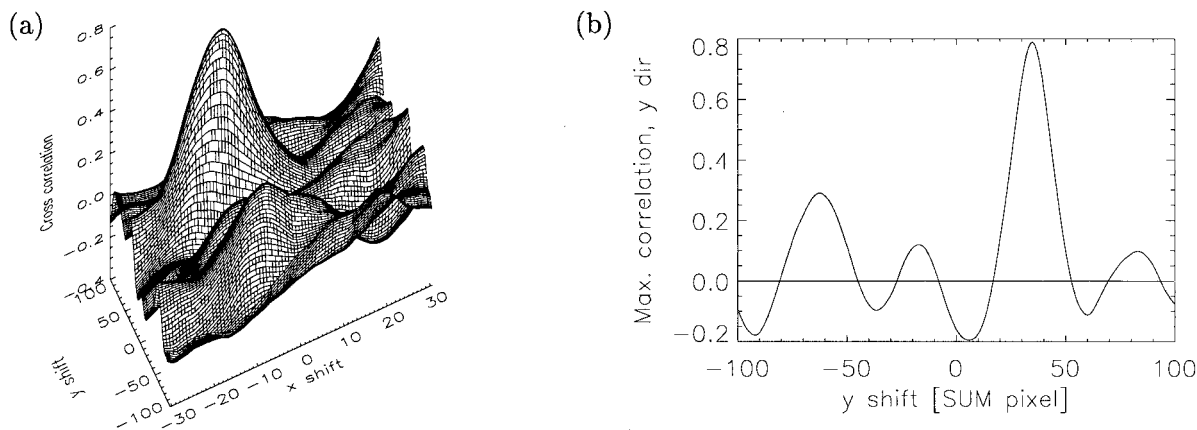 (a)
0.8
0.6
0.4
0.2
0.0
-0.2
-0.4
Cross correlation
100
50
0
-50
-100
y shift
-30 -20 -10 0 10 20 30
x shift
(b)
0.8
0.6
0.4
0.2
0.0
-0.2
Max. correlation, y dir
-100 -50 0 50 100
y shift [SUM pixel]